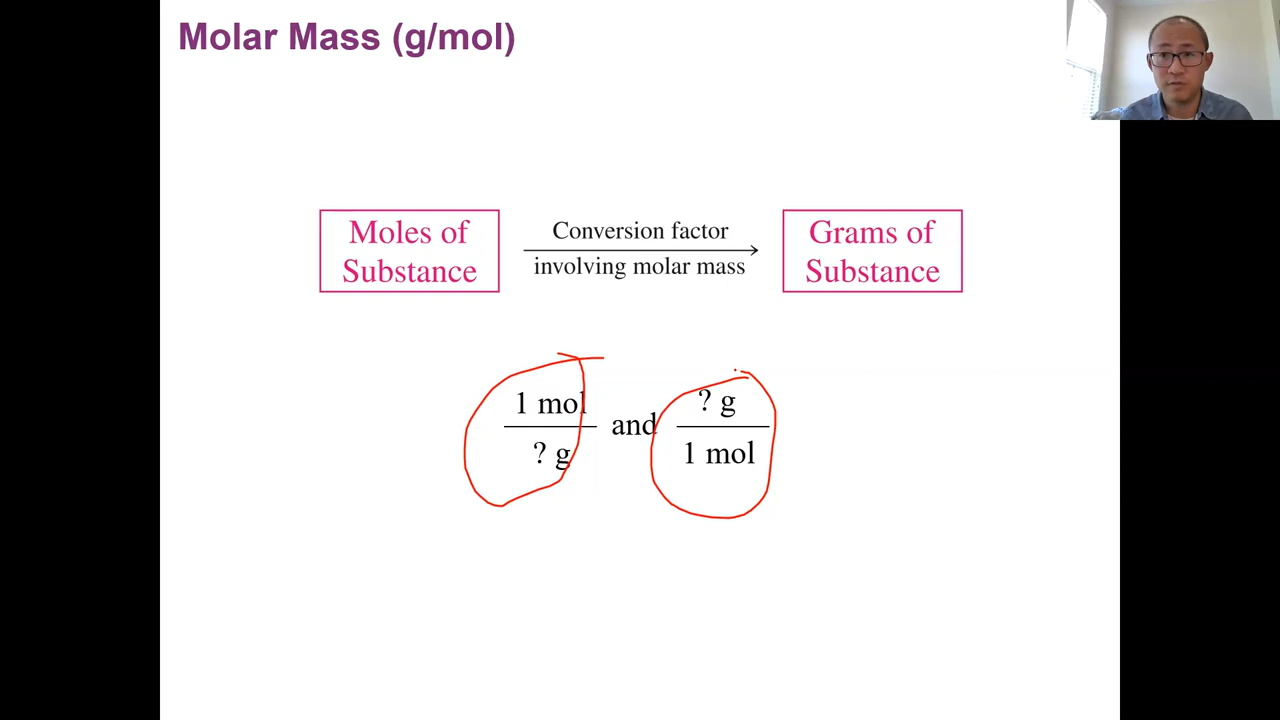 Molar Mass (g/mol)
Moles of
Substance
Conversion factor
involving molar mass
Grams of
Substance
1 mol
? g
and
? g
1 mol